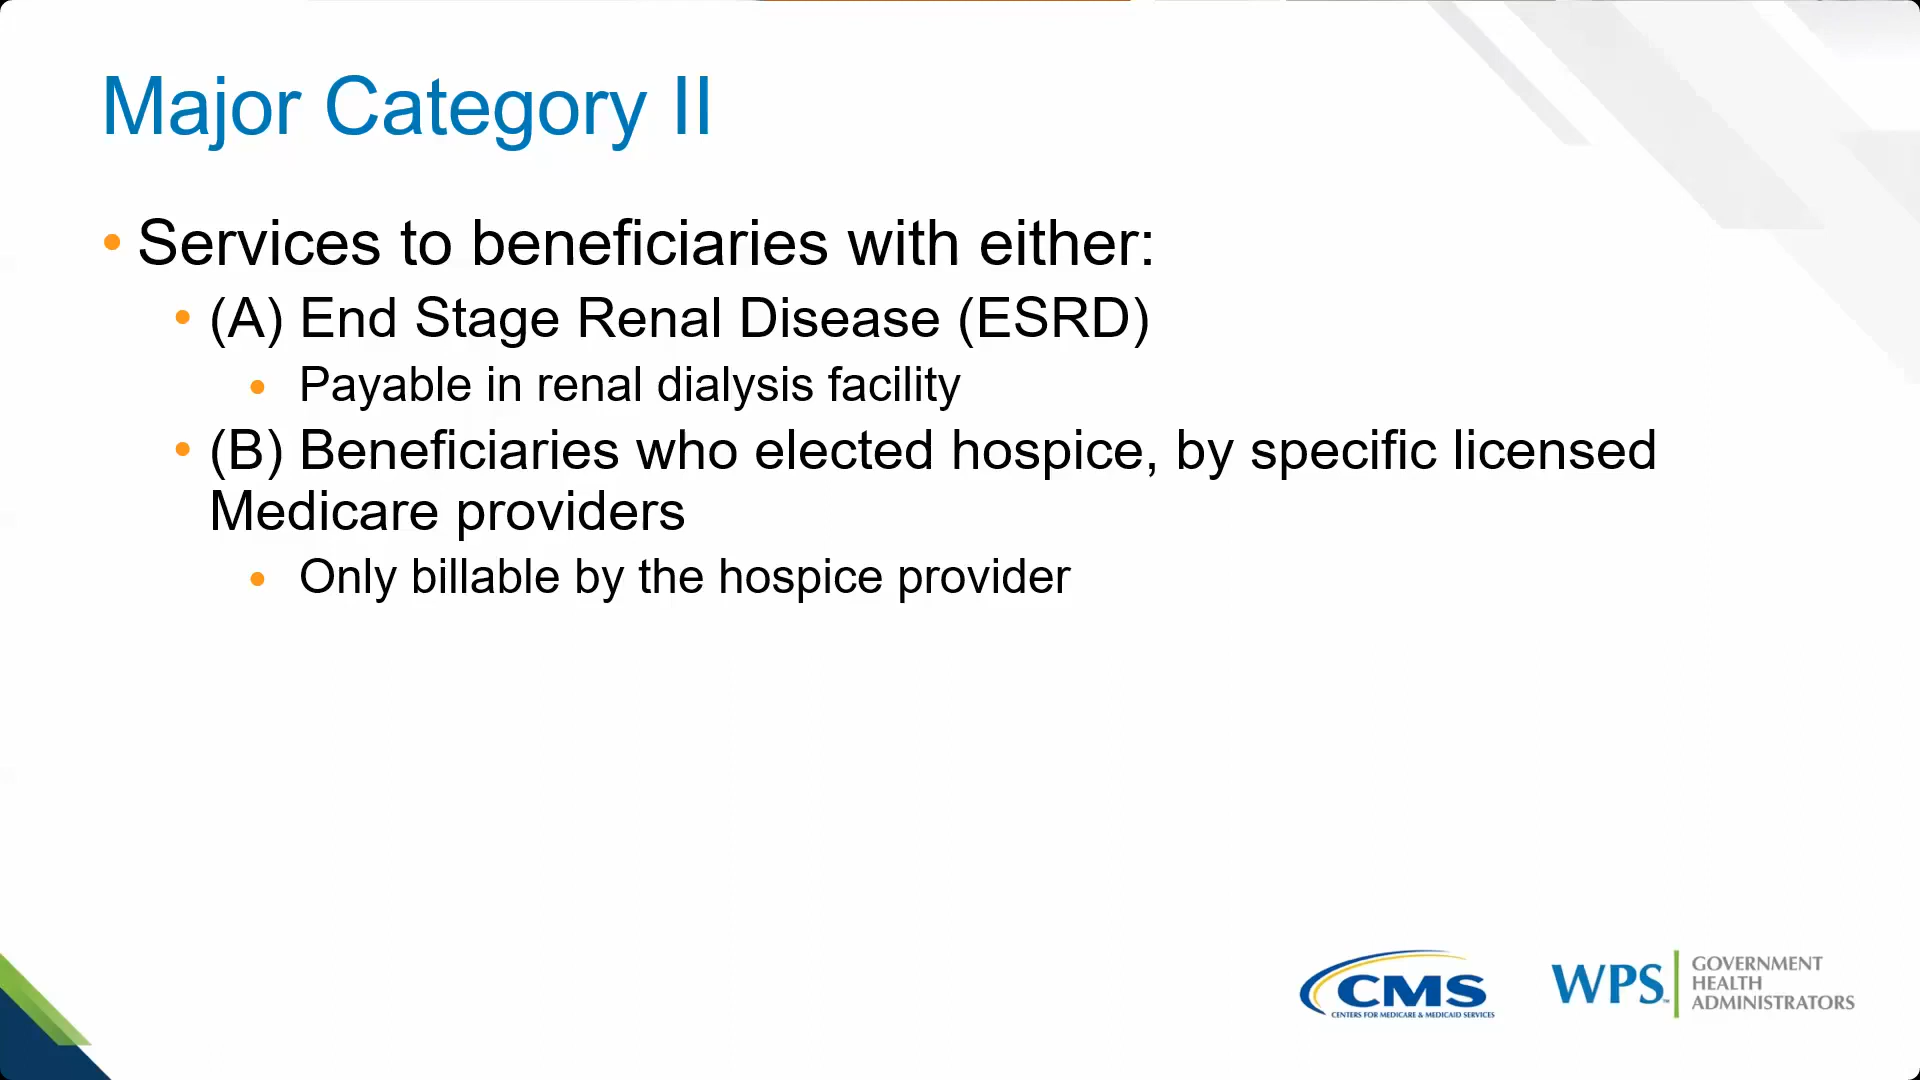 Major Category II
• Services to beneficiaries with either:
• (A) End Stage Renal Disease (ESRD)
• Payable in renal dialysis facility
• (B) Beneficiaries who elected hospice, by specific licensed
Medicare providers
• Only billable by the hospice provider
CMS
CENTERS FOR MEDICARE & MEDICAID SERVICES
WPS™
GOVERNMENT
HEALTH
ADMINISTRATORS